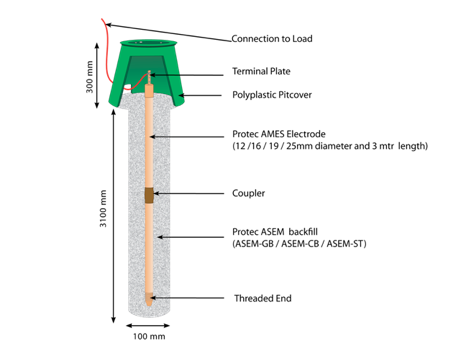 Connection to Load
300 mm
Terminal Plate
Polyplastic Pitcover
Protec AMES Electrode
(12 /16 / 19 / 25mm diameter and 3 mtr length)
3100 mm
Coupler
Protec ASEM backfill
(ASEM-GB / ASEM-CB / ASEM-ST)
Threaded End
100 mm